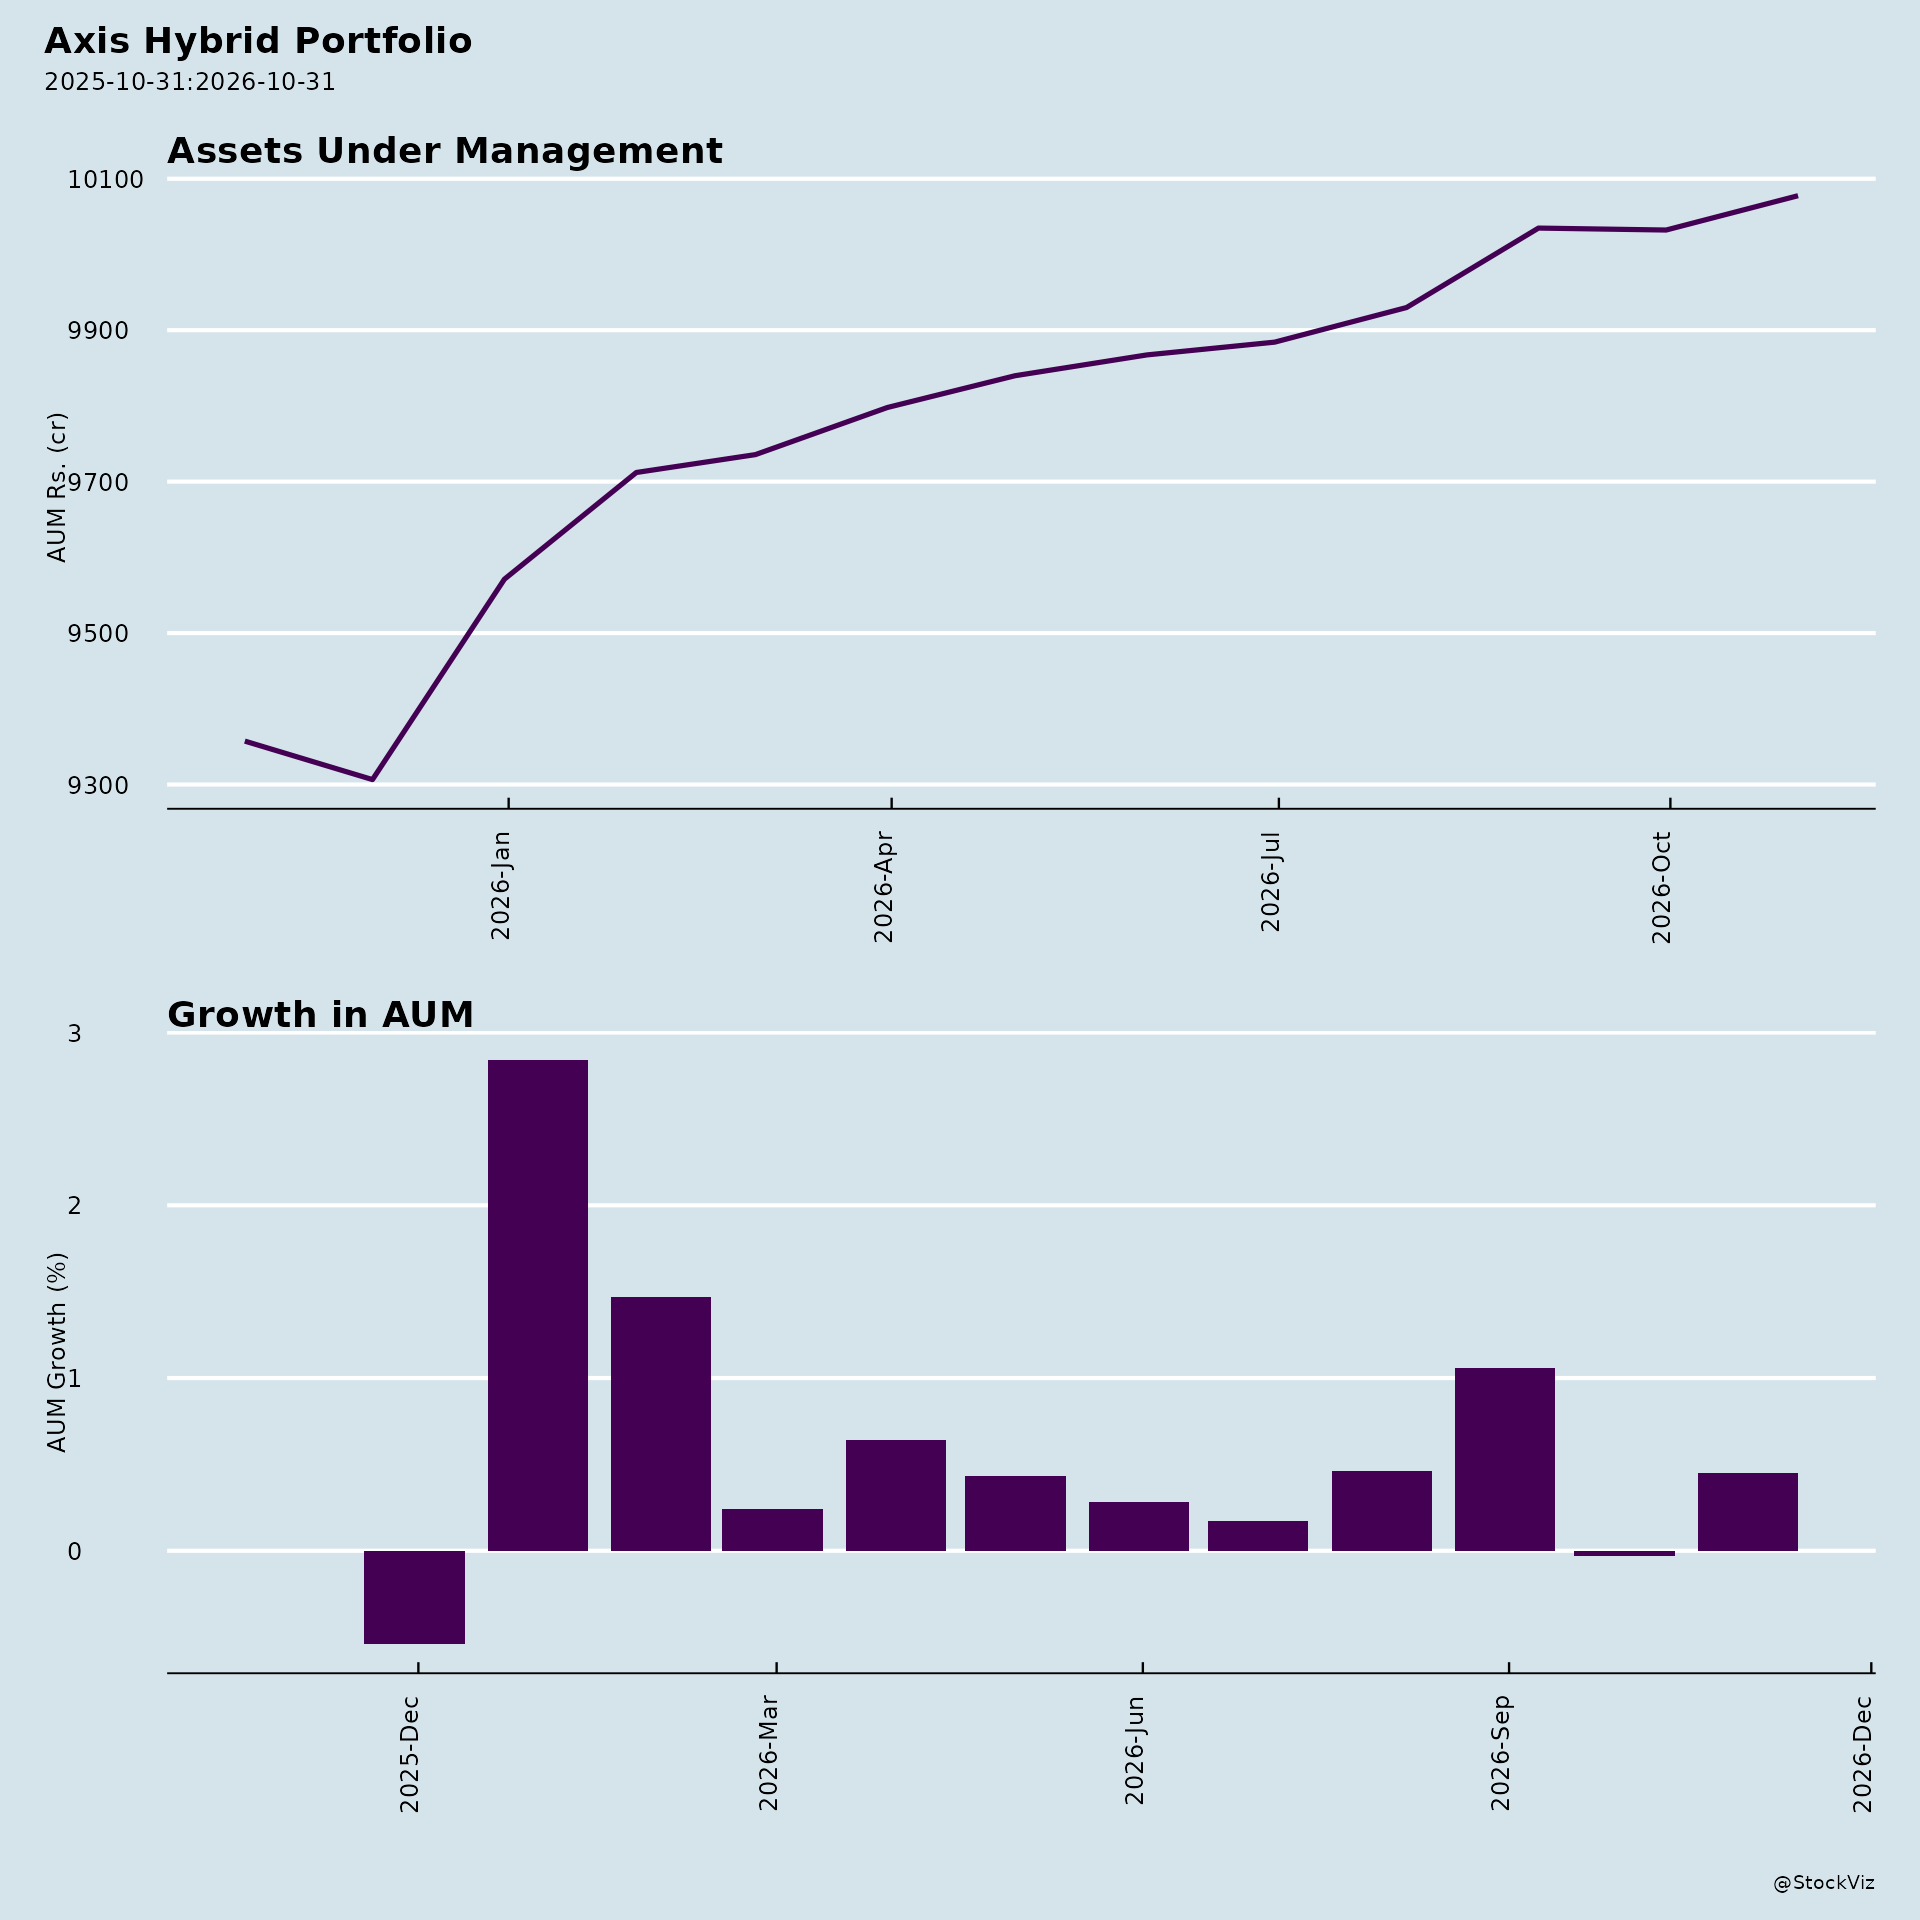 Axis Hybrid Portfolio
2025-10-31:2026-10-31
Assets Under Management
AUM Rs. (cr)
10100
9900
9700
9500
9300
2026-Jan
2026-Apr
2026-Jul
2026-Oct
Growth in AUM
AUM Growth (%)
3
2
1
0
2025-Dec
2026-Mar
2026-Jun
2026-Sep
2026-Dec
@StockViz